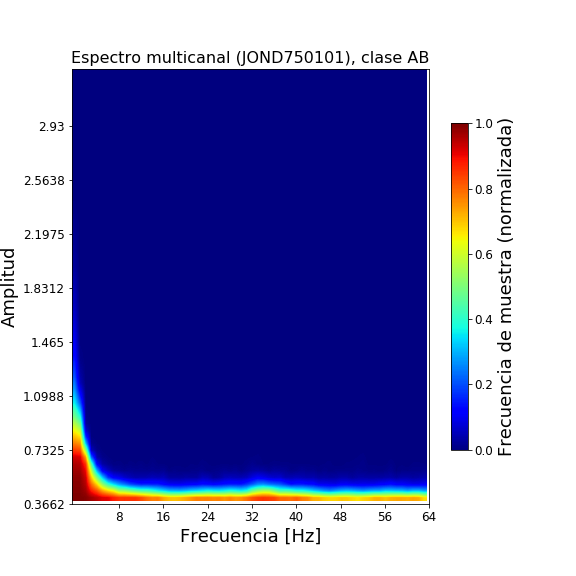 Espectro multicanal (JOND750101), clase AB
Amplitud
2.93
2.5638
2.1975
1.8312
1.465
1.0988
0.7325
0.3662
8 16 24 32 40 48 56 64
Frecuencia [Hz]
1.0
0.8
0.6
0.4
0.2
0.0
Frecuencia de muestra (normalizada)